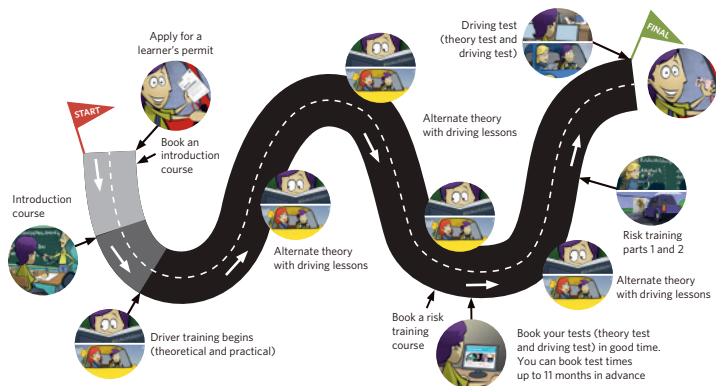 START
Apply for a
learner's permit
Book an
introduction
course
Introduction
course
Driver training begins
(theoretical and practical)
Alternate theory
with driving lessons
Alternate theory
with driving lessons
Book a risk
training
course
Book your tests (theory test
and driving test) in good time.
You can book test times
up to 11 months in advance
Alternate theory
with driving lessons
Risk training
parts 1 and 2
Driving test
(theory test and
driving test)
FINAL